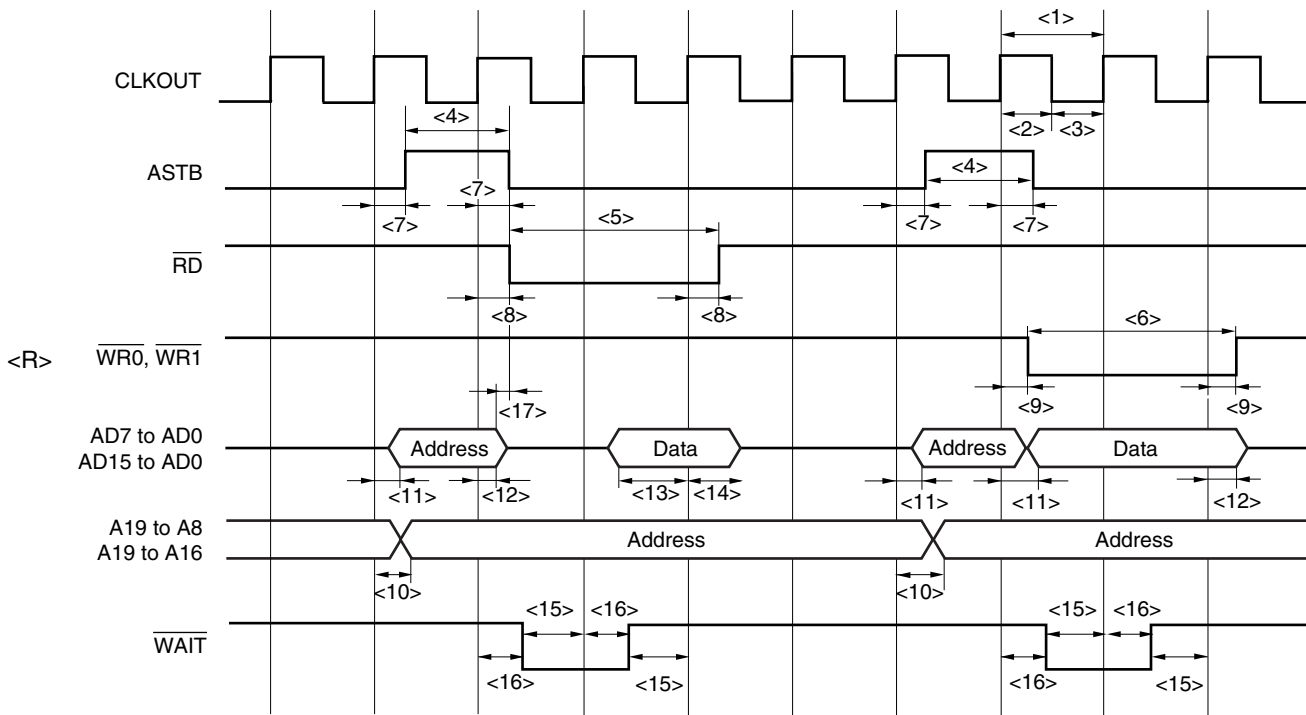 <1>
CLKOUT
<4>
<2> <3>
ASTB
<7>
<4>
<7>
<5>
<7>
<7>
RD
<8>
<8>
<6>
<R>
WR0, WR1
<17>
<9>
<9>
AD7 to AD0
AD15 to AD0
Address
Data
Address
Data
<11>
<12>
<13>
<14>
<11>
<11>
<12>
A19 to A8
A19 to A16
Address
Address
<10>
<10>
<15>
<16>
<15>
<16>
WAIT
<16>
<15>
<16>
<15>